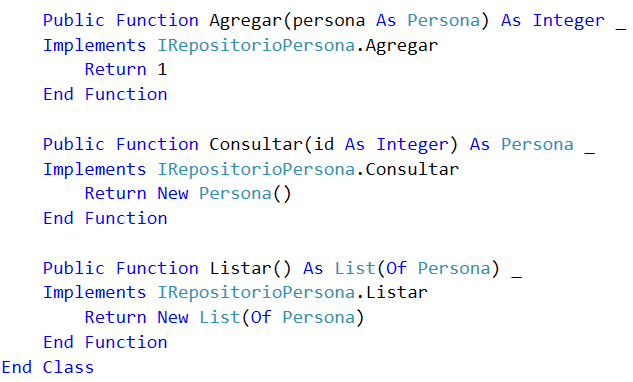 Public Function Agregar(persona As Persona) As Integer _
Implements IRepositorioPersona.Agregar
Return 1
End Function
Public Function Consultar(id As Integer) As Persona _
Implements IRepositorioPersona.Consultar
Return New Persona()
End Function
Public Function Listar() As List(Of Persona) _
Implements IRepositorioPersona.Listar
Return New List(Of Persona)
End Function
End Class